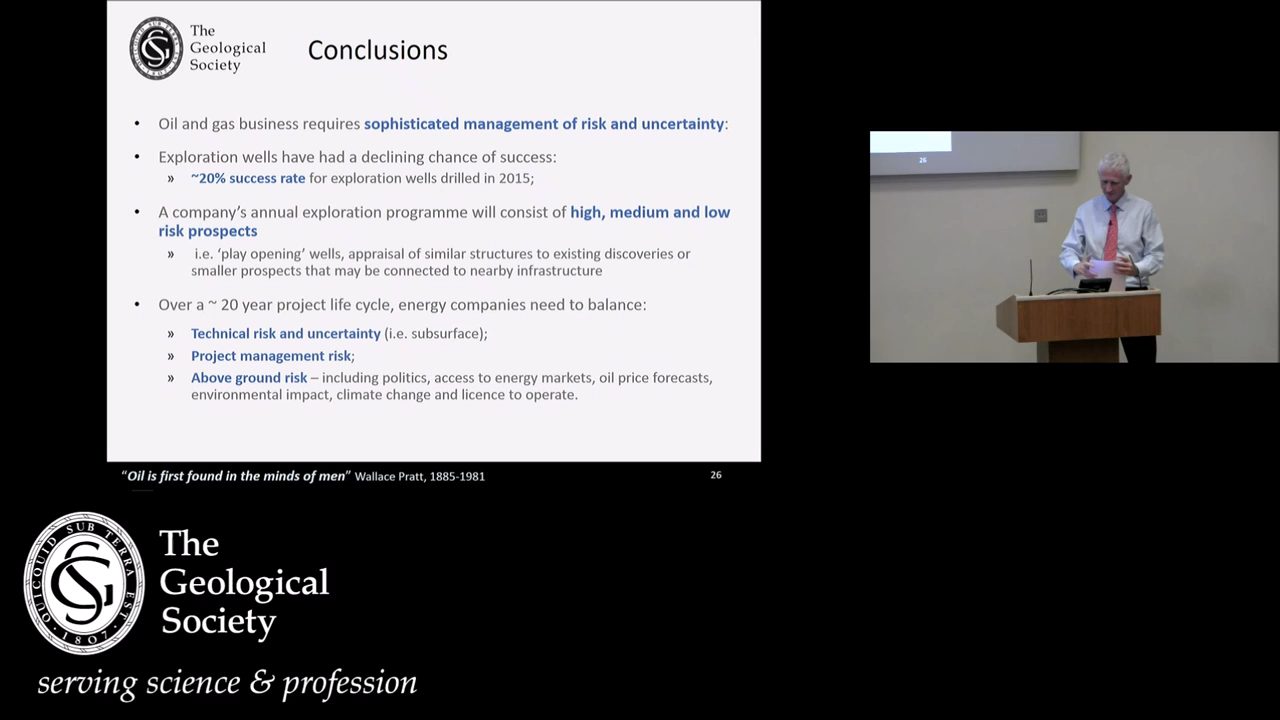 The
Geological
Society
Conclusions
• Oil and gas business requires sophisticated management of risk and uncertainty:
• Exploration wells have had a declining chance of success:
» ~20% success rate for exploration wells drilled in 2015;
• A company's annual exploration programme will consist of high, medium and low
risk prospects
» i.e. 'play opening' wells, appraisal of similar structures to existing discoveries or
smaller prospects that may be connected to nearby infrastructure
• Over a ~ 20 year project life cycle, energy companies need to balance:
» Technical risk and uncertainty (i.e. subsurface);
» Project management risk;
» Above ground risk – including politics, access to energy markets, oil price forecasts,
environmental impact, climate change and licence to operate.
"Oil is first found in the minds of men" Wallace Pratt, 1885-1981
26
26
QUICQUID SUB TERRA EST
· 1807 ·
The
Geological
Society
serving science & profession